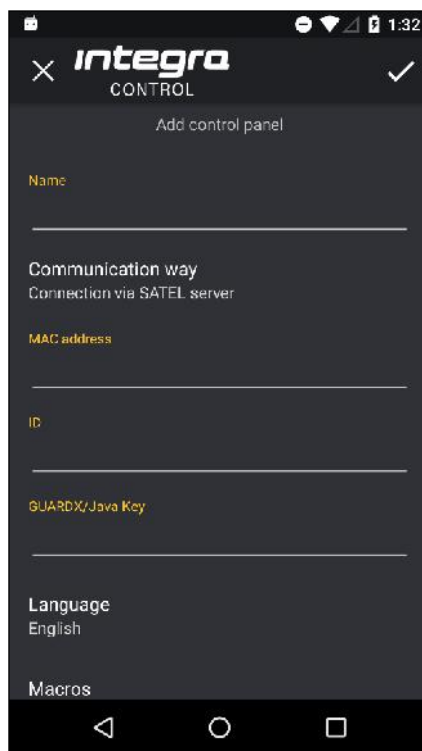 1:32
integra
CONTROL
Add control panel
Name
Communication way
Connection via SATEL server
MAC address
ID
GUARDX/Java Key
Language
English
Macros